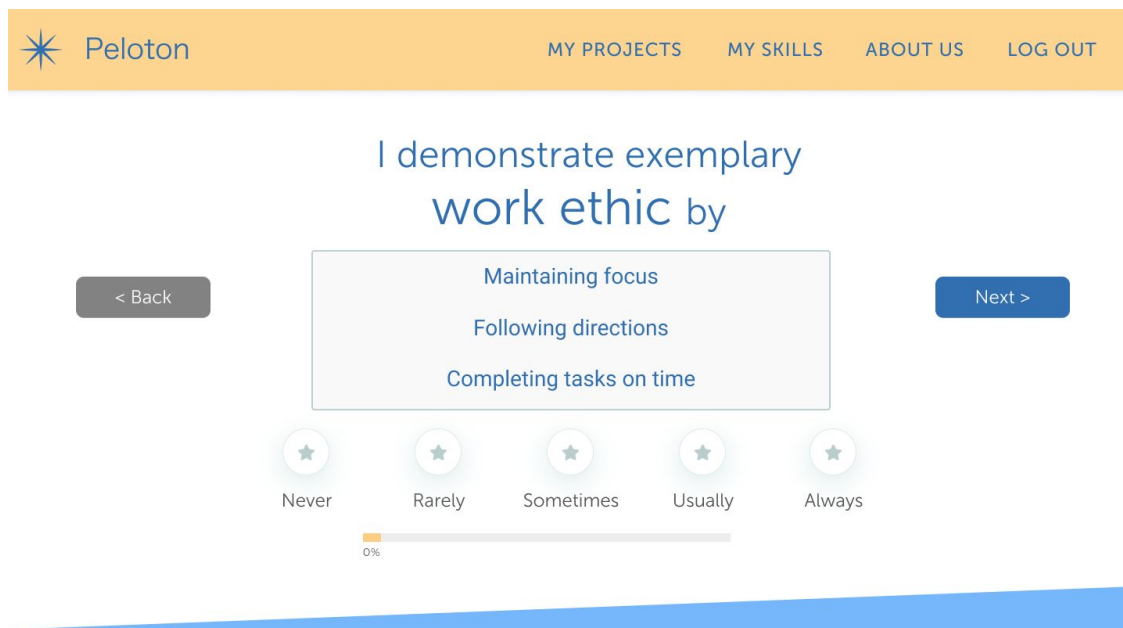 Peloton MY PROJECTS MY SKILLS ABOUT US LOG OUT
I demonstrate exemplary
work ethic by
Maintaining focus
< Back Next >
Following directions
Completing tasks on time
Never Rarely Sometimes Usually Always
0%